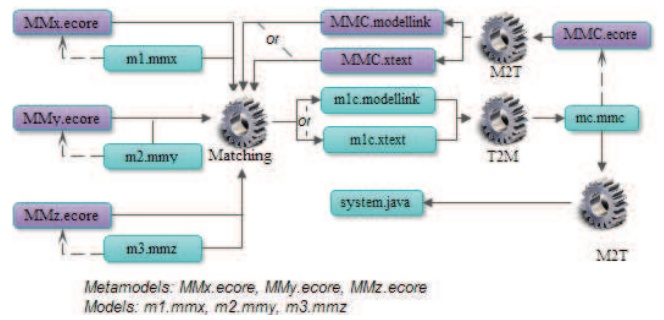 MMx.ecore
m1.mmx
MMy.ecore
m2.mmy
MMz.ecore
m3.mmz
Matching
or
MMC.modellink
MMC.xtext
M2T
MMC.ecore
or
m1c.modellink
m1c.xtext
T2M
mc.mmc
system.java
M2T
Metamodels: MMx.ecore, MMy.ecore, MMz.ecore
Models: m1.mmx, m2.mmy, m3.mmz